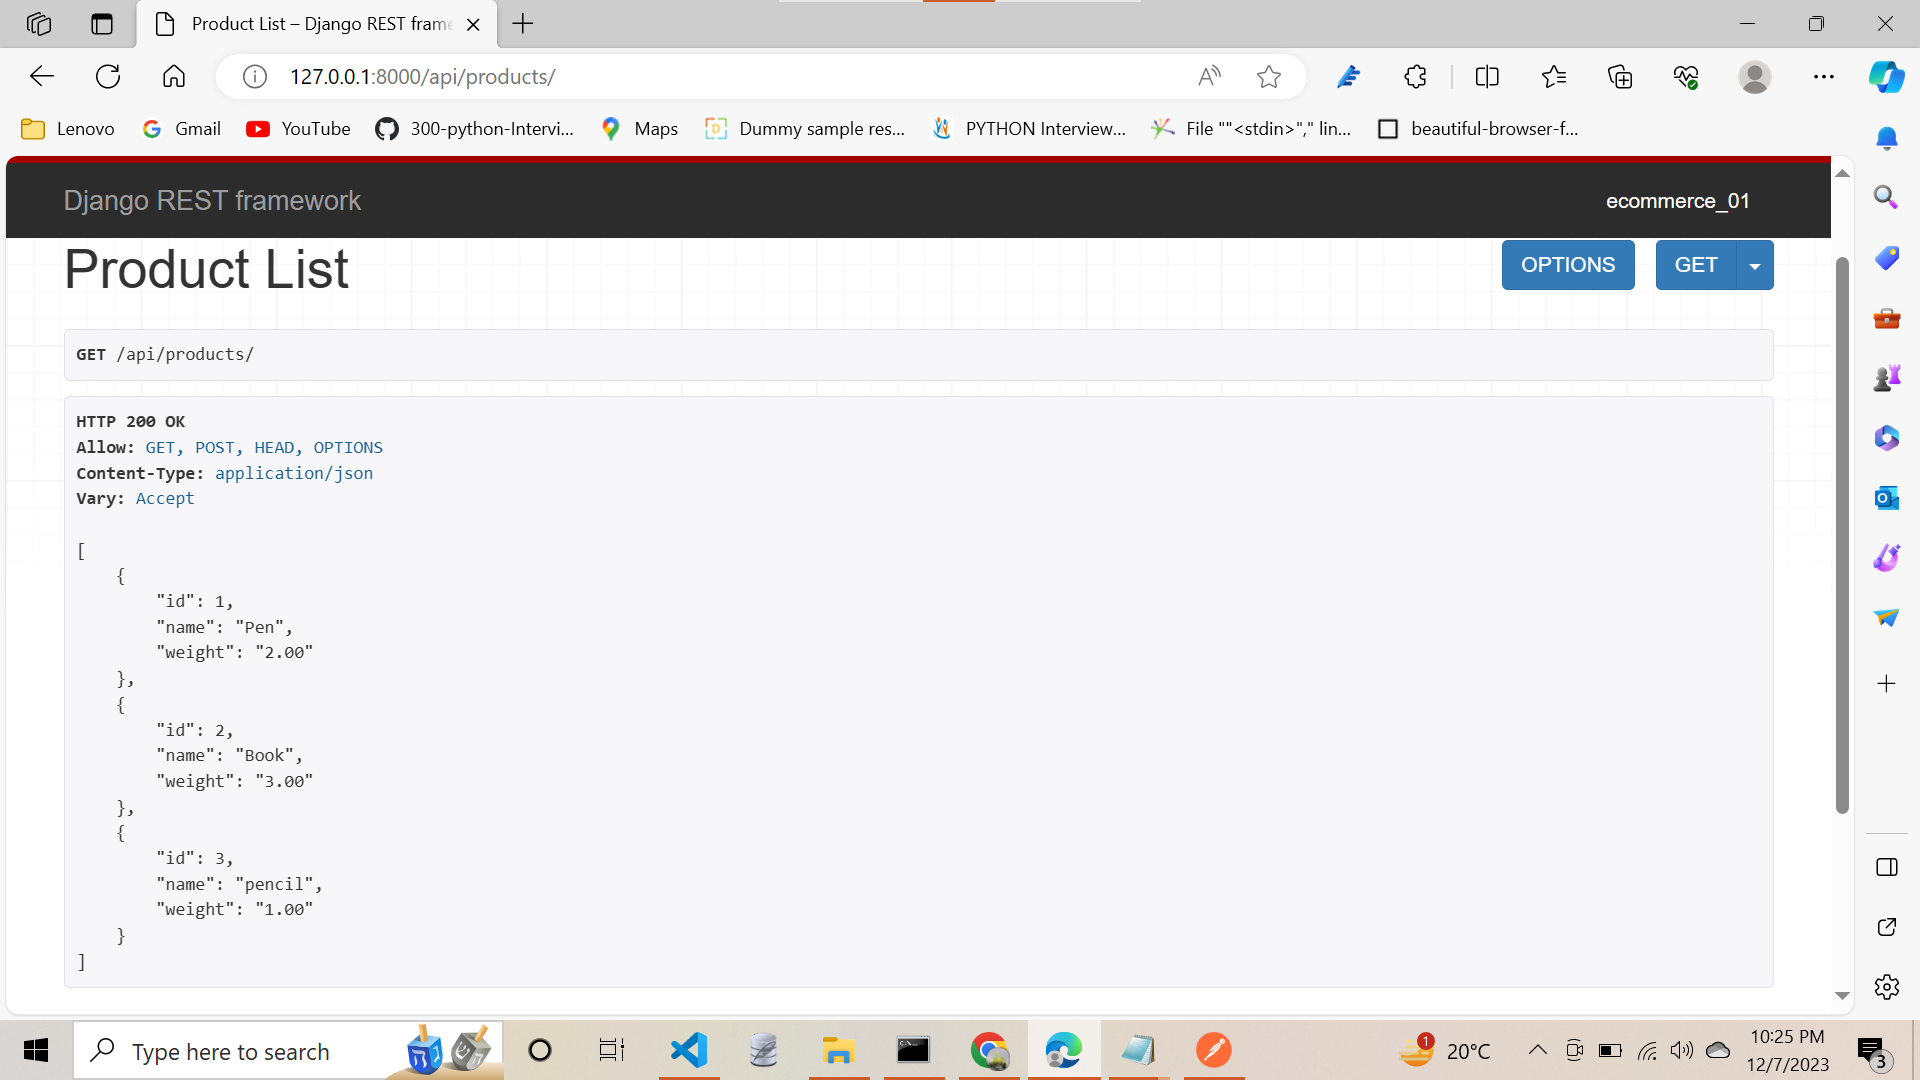 Product List – Django REST frame
127.0.0.1:8000/api/products/
Lenovo
Gmail
YouTube
300-python-Intervi...
Maps
Dummy sample res...
PYTHON Interview...
File ""<stdin>"," lin...
beautiful-browser-f...
Django REST framework
ecommerce_01
Product List
OPTIONS
GET
GET /api/products/
HTTP 200 OK
Allow: GET, POST, HEAD, OPTIONS
Content-Type: application/json
Vary: Accept
[
    {
        "id": 1,
        "name": "Pen",
        "weight": "2.00"
    },
    {
        "id": 2,
        "name": "Book",
        "weight": "3.00"
    },
    {
        "id": 3,
        "name": "pencil",
        "weight": "1.00"
    }
]
Type here to search
1
20°C
10:25 PM
12/7/2023
3